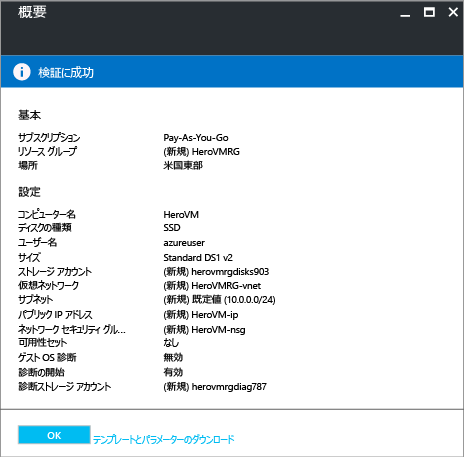 概要
検証に成功
基本
サブスクリプション Pay-As-You-Go
リソース グループ (新規) HeroVMRG
場所 米国東部
設定
コンピューター名 HeroVM
ディスクの種類 SSD
ユーザー名 azureuser
サイズ Standard DS1 v2
ストレージ アカウント (新規) herovmrgdisks903
仮想ネットワーク (新規) HeroVMRG-vnet
サブネット (新規) 既定値 (10.0.0.0/24)
パブリック IP アドレス (新規) HeroVM-ip
ネットワーク セキュリティ グル... (新規) HeroVM-nsg
可用性セット なし
ゲスト OS 診断 無効
診断の開始 有効
診断ストレージ アカウント (新規) herovmrgdiag787
OK テンプレートとパラメーターのダウンロード